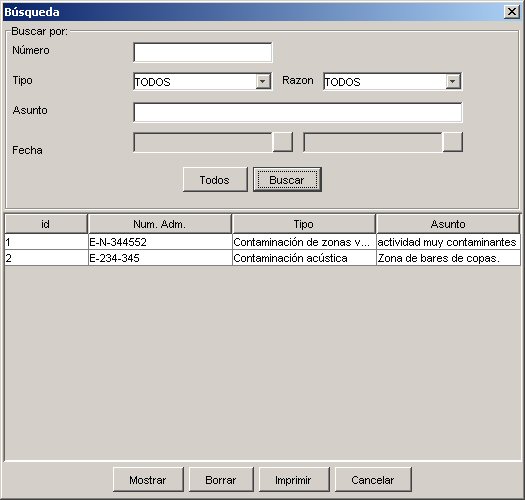 Búsqueda
Buscar por:
Número
Tipo TODOS Razon TODOS
Asunto
Fecha
Todos Buscar
id Num. Adm. Tipo Asunto
1 E-N-344552 Contaminación de zonas v... actividad muy contaminantes
2 E-234-345 Contaminación acústica Zona de bares de copas.
Mostrar Borrar Imprimir Cancelar